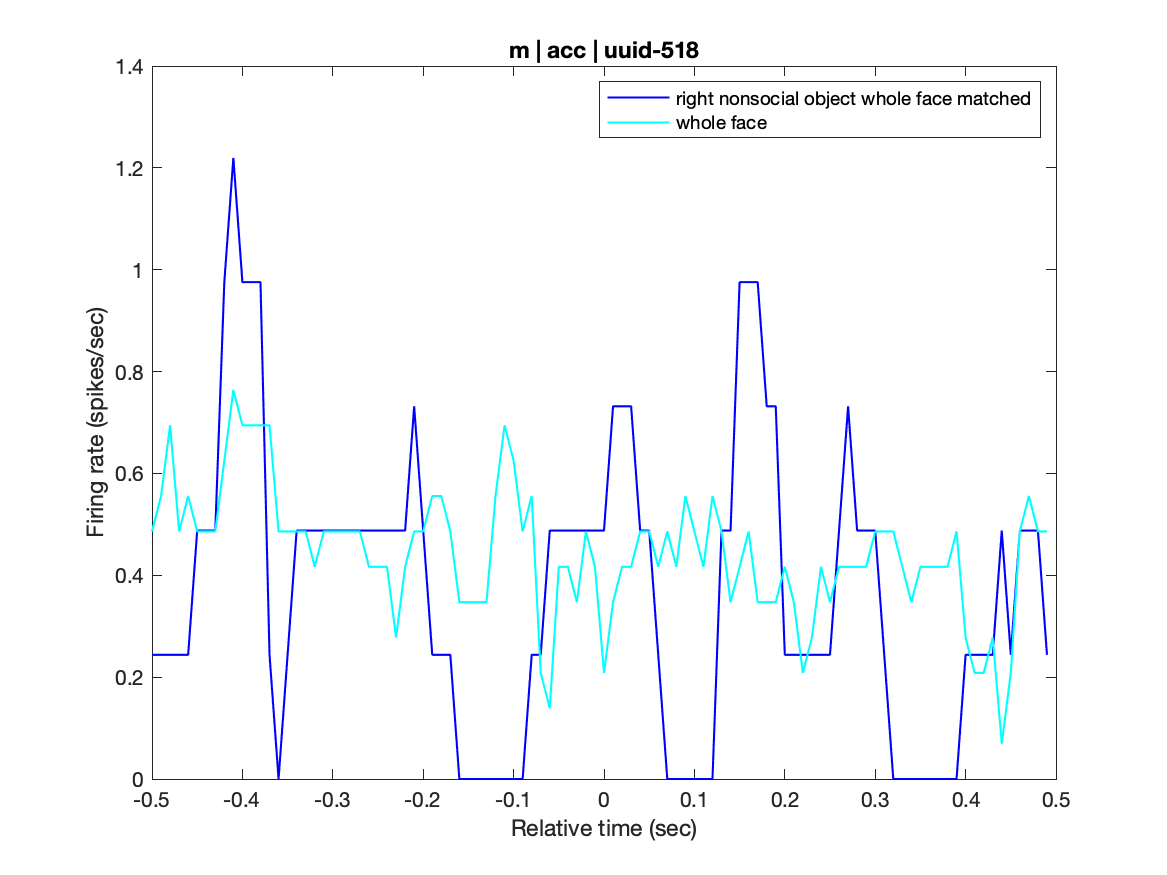 m | acc | uuid-518
1.4
1.2
1
0.8
0.6
0.4
0.2
0
Firing rate (spikes/sec)
right nonsocial object whole face matched
whole face
-0.5 -0.4 -0.3 -0.2 -0.1 0 0.1 0.2 0.3 0.4 0.5
Relative time (sec)